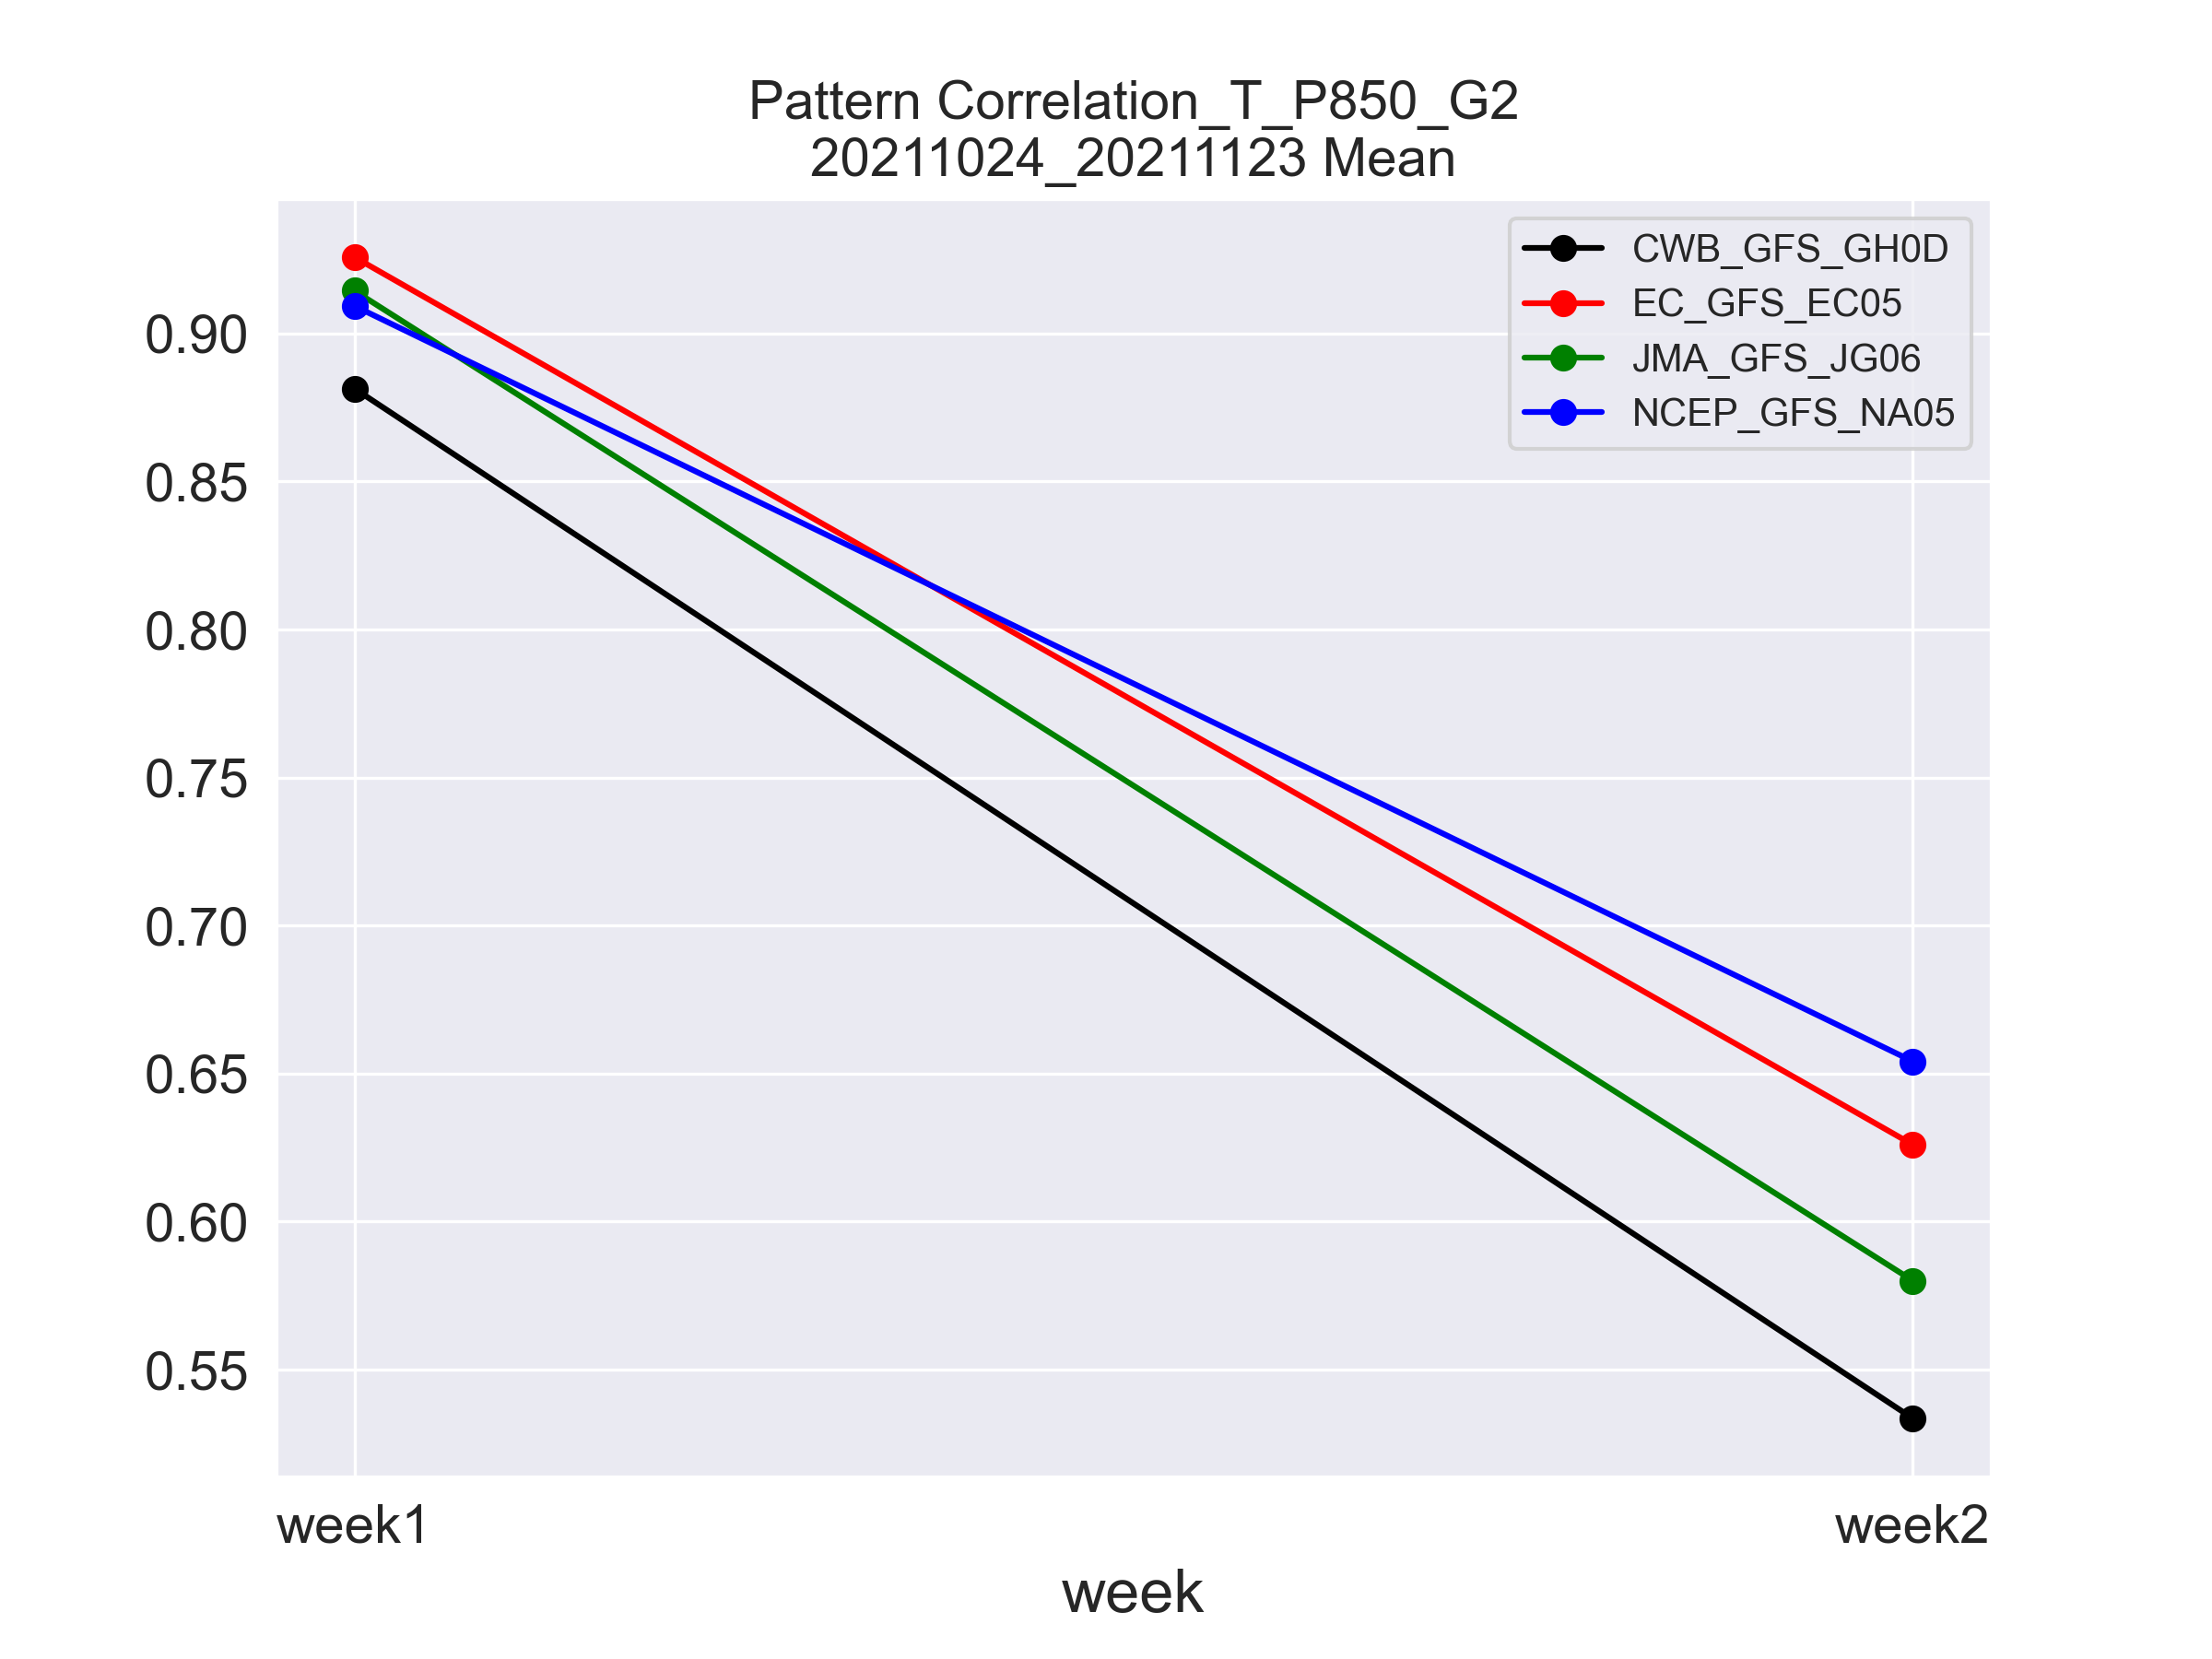 Pattern Correlation_T_P850_G2
20211024_20211123 Mean
CWB_GFS_GH0D
EC_GFS_EC05
JMA_GFS_JG06
NCEP_GFS_NA05
0.90
0.85
0.80
0.75
0.70
0.65
0.60
0.55
week1
week2
week